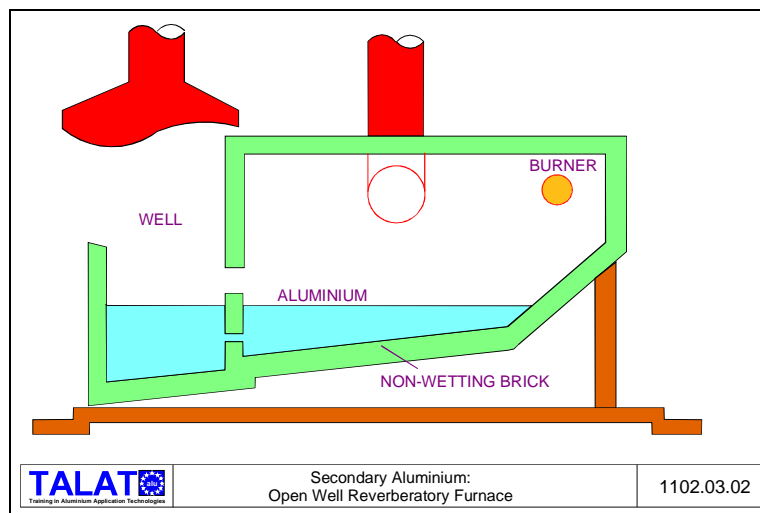 BURNER
WELL
ALUMINIUM
NON-WETTING BRICK
TALAT
alu
Training in Aluminium Application Technologies
Secondary Aluminium:
Open Well Reverberatory Furnace
1102.03.02